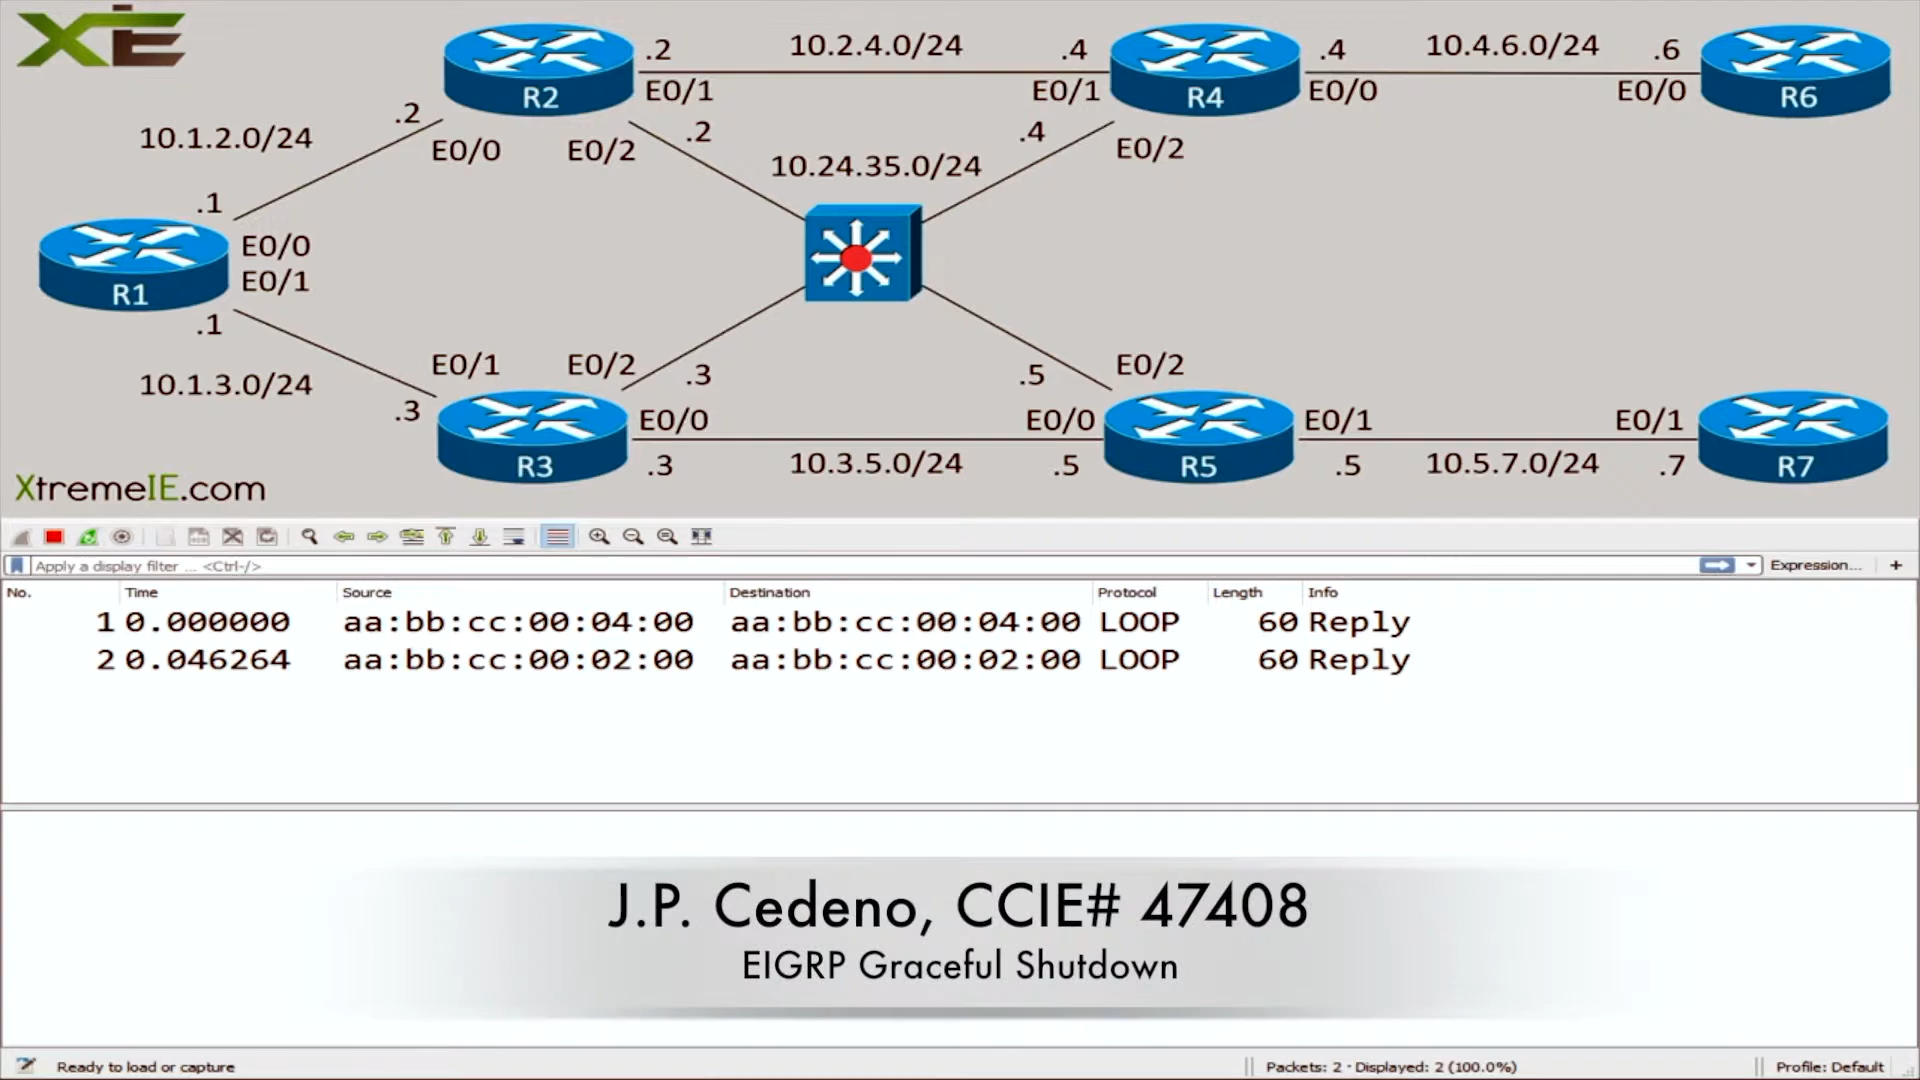 XIE
.2
10.2.4.0/24
.4
.4
10.4.6.0/24
.6
R2
E0/1
E0/1
R4
E0/0
E0/0
R6
.2
10.1.2.0/24
E0/0
E0/2
.2
10.24.35.0/24
.4
E0/2
.1
E0/0
R1
E0/1
.1
10.1.3.0/24
E0/1
E0/2
.3
.5
E0/2
.3
E0/0
E0/0
E0/1
E0/1
R3
.3
10.3.5.0/24
.5
R5
.5
10.5.7.0/24
.7
R7
XtremeIE.com
Apply a display filter ... <Ctrl-/>
Expression... +
No. Time Source Destination Protocol Length Info
1 0.000000 aa:bb:cc:00:04:00 aa:bb:cc:00:04:00 LOOP 60 Reply
2 0.046264 aa:bb:cc:00:02:00 aa:bb:cc:00:02:00 LOOP 60 Reply
J.P. Cedeno, CCIE# 47408
EIGRP Graceful Shutdown
Ready to load or capture
Packets: 2 · Displayed: 2 (100.0%)
Profile: Default